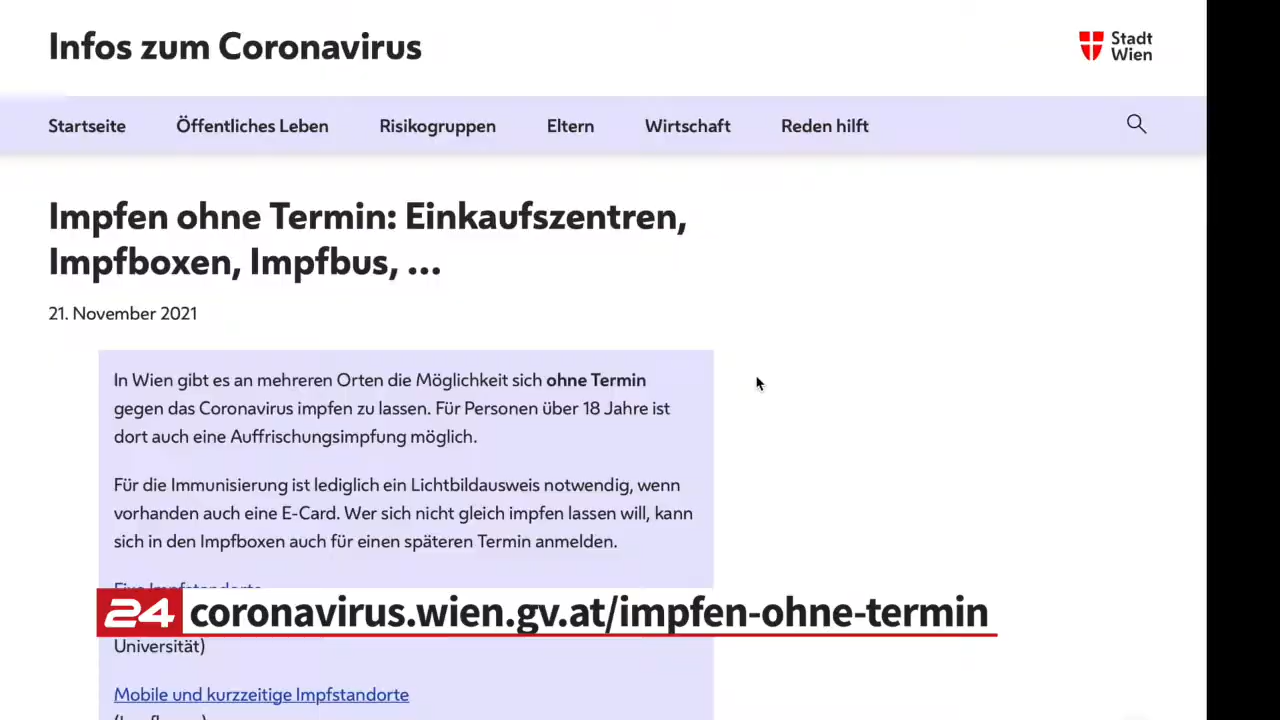 Infos zum Coronavirus
Stadt
Wien
Startseite Öffentliches Leben Risikogruppen Eltern Wirtschaft Reden hilft
Impfen ohne Termin: Einkaufszentren,
Impfboxen, Impfbus, ...
21. November 2021
In Wien gibt es an mehreren Orten die Möglichkeit sich ohne Termin
gegen das Coronavirus impfen zu lassen. Für Personen über 18 Jahre ist
dort auch eine Auffrischungsimpfung möglich.
Für die Immunisierung ist lediglich ein Lichtbildausweis notwendig, wenn
vorhanden auch eine E-Card. Wer sich nicht gleich impfen lassen will, kann
sich in den Impfboxen auch für einen späteren Termin anmelden.
Fixe Impfstandorte
24 coronavirus.wien.gv.at/impfen-ohne-termin
Universität)
Mobile und kurzzeitige Impfstandorte